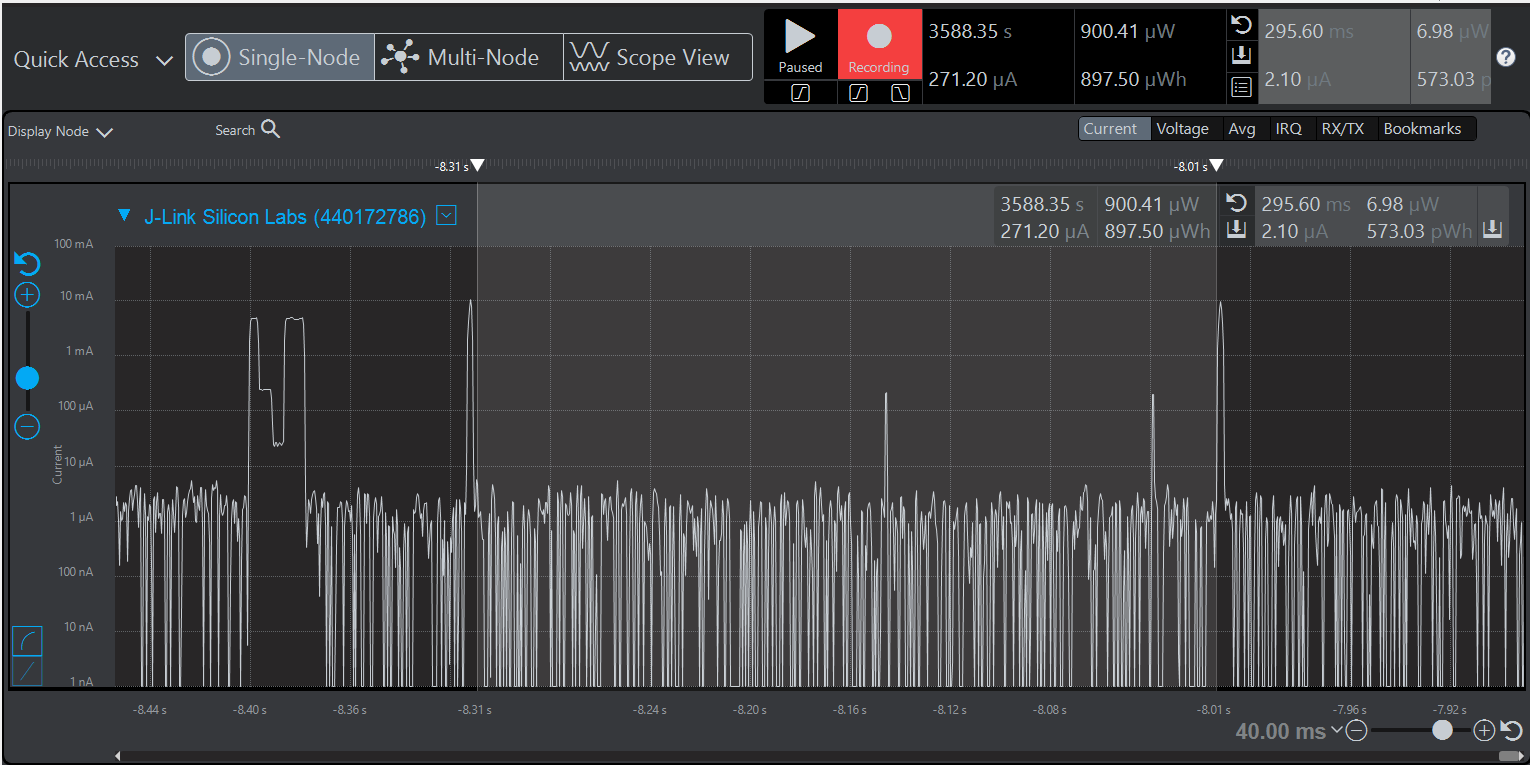 Quick Access
Single-Node
Multi-Node
Scope View
Paused
Recording
3588.35 s
271.20 µA
900.41 µW
897.50 µWh
295.60 ms
2.10 µA
6.98 µW
573.03 p
?
Display Node
Search
Current Voltage Avg IRQ RX/TX Bookmarks
-8.31 s
-8.01 s
J-Link Silicon Labs (440172786)
3588.35 s 900.41 µW
271.20 µA 897.50 µWh
295.60 ms 6.98 µW
2.10 µA 573.03 pWh
100 mA
10 mA
1 mA
100 µA
10 µA
1 µA
100 nA
10 nA
1 nA
Current
-8.44 s -8.40 s -8.36 s -8.31 s -8.24 s -8.20 s -8.16 s -8.12 s -8.08 s -8.01 s -7.96 s -7.92 s
40.00 ms